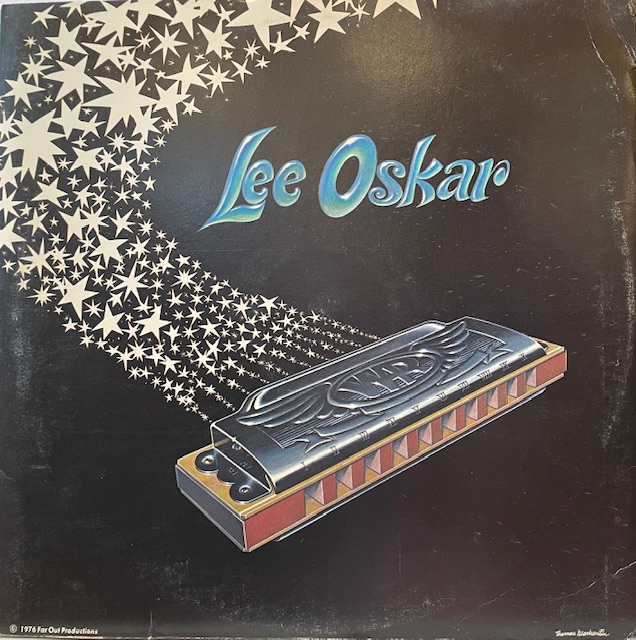 Lee Oskar
WAR
© 1976 Far Out Productions